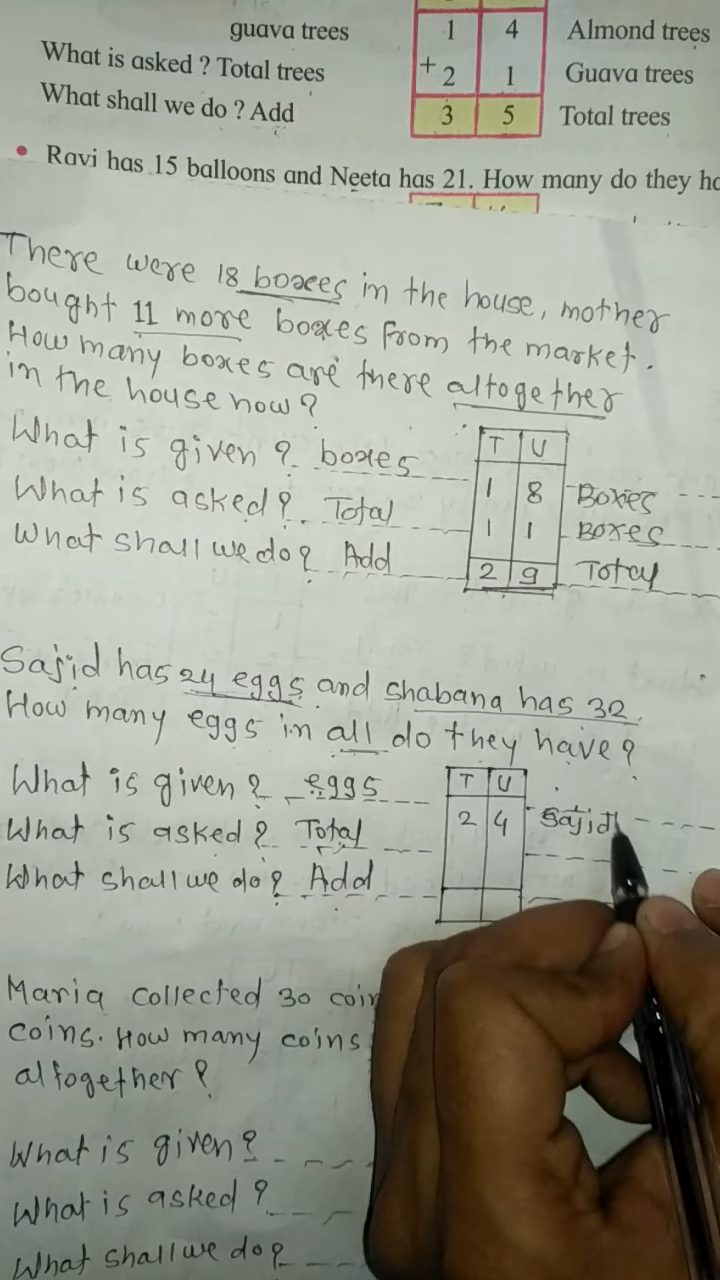 guava trees
What is asked ? Total trees
What shall we do ? Add
1 4 Almond trees
+ 2 1 Guava trees
3 5 Total trees
• Ravi has 15 balloons and Neeta has 21. How many do they
There were 18 boxes in the house, mother
bought 11 more boxes from the market.
How many boxes are there altogether
in the house now?
What is given? boxes
What is asked? Total
What shall we do? Add
T U
1 8 Boxes
1 1 Boxes
2 9 Total
Sajid has 24 eggs and shabana has 32.
How many eggs in all do they have?
What is given? eggs
What is asked? Total
What shall we do? Add
T U
2 4 Sajid
Maria collected 30
coins. How many coins
altogether?
What is given?
What is asked?
What shall we do?